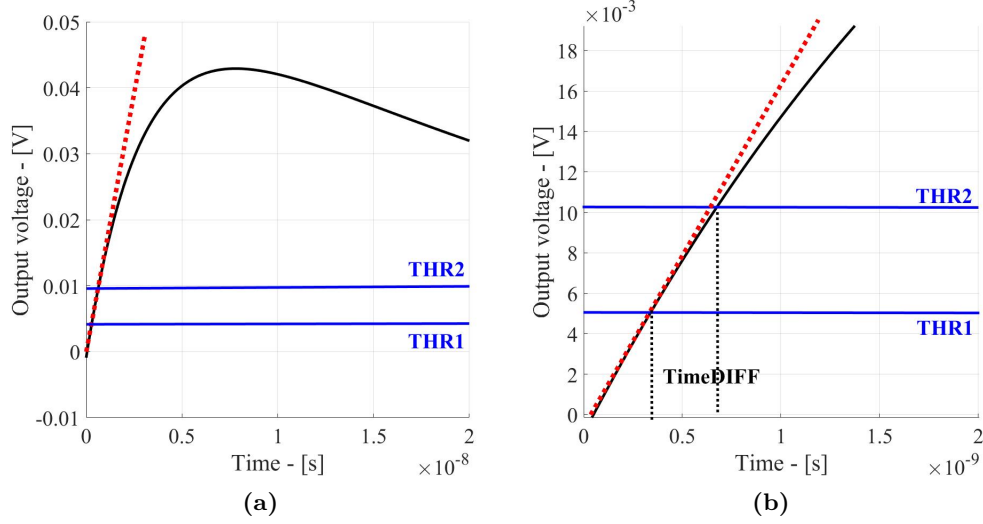 0.05
0.04
0.03
0.02
0.01
0
-0.01
Output voltage - [V]
THR2
THR1
0 0.5 1 1.5 2
Time - [s]
×10⁻⁸
(a)
×10⁻³
18
16
14
12
10
8
6
4
2
0
Output voltage - [V]
THR2
THR1
TimeDIFF
0 0.5 1 1.5 2
Time - [s]
×10⁻⁹
(b)